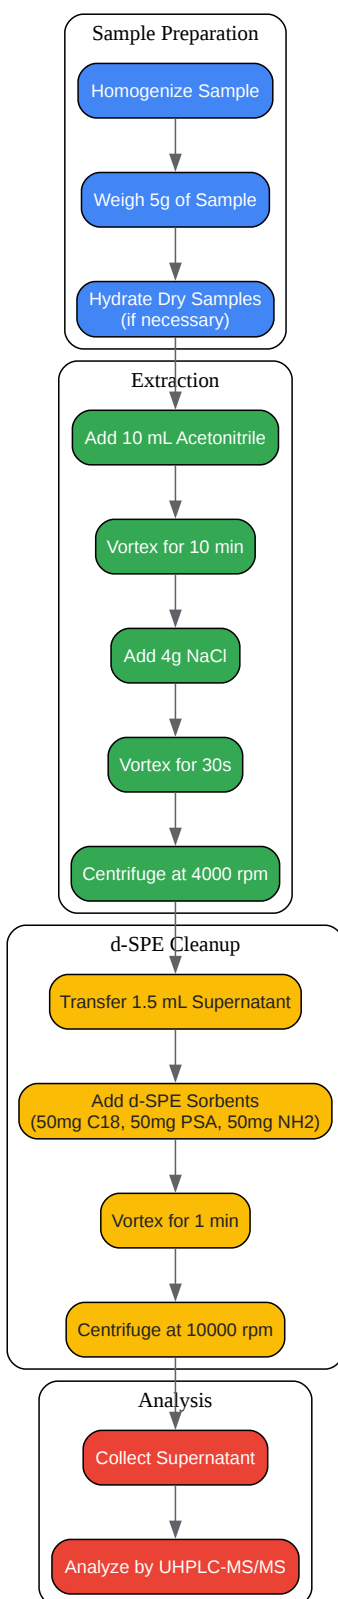 Sample Preparation
Homogenize Sample
Weigh 5g of Sample
Hydrate Dry Samples
(if necessary)
Extraction
Add 10 mL Acetonitrile
Vortex for 10 min
Add 4g NaCl
Vortex for 30s
Centrifuge at 4000 rpm
d-SPE Cleanup
Transfer 1.5 mL Supernatant
Add d-SPE Sorbents
(50mg C18, 50mg PSA, 50mg NH2)
Vortex for 1 min
Centrifuge at 10000 rpm
Analysis
Collect Supernatant
Analyze by UHPLC-MS/MS